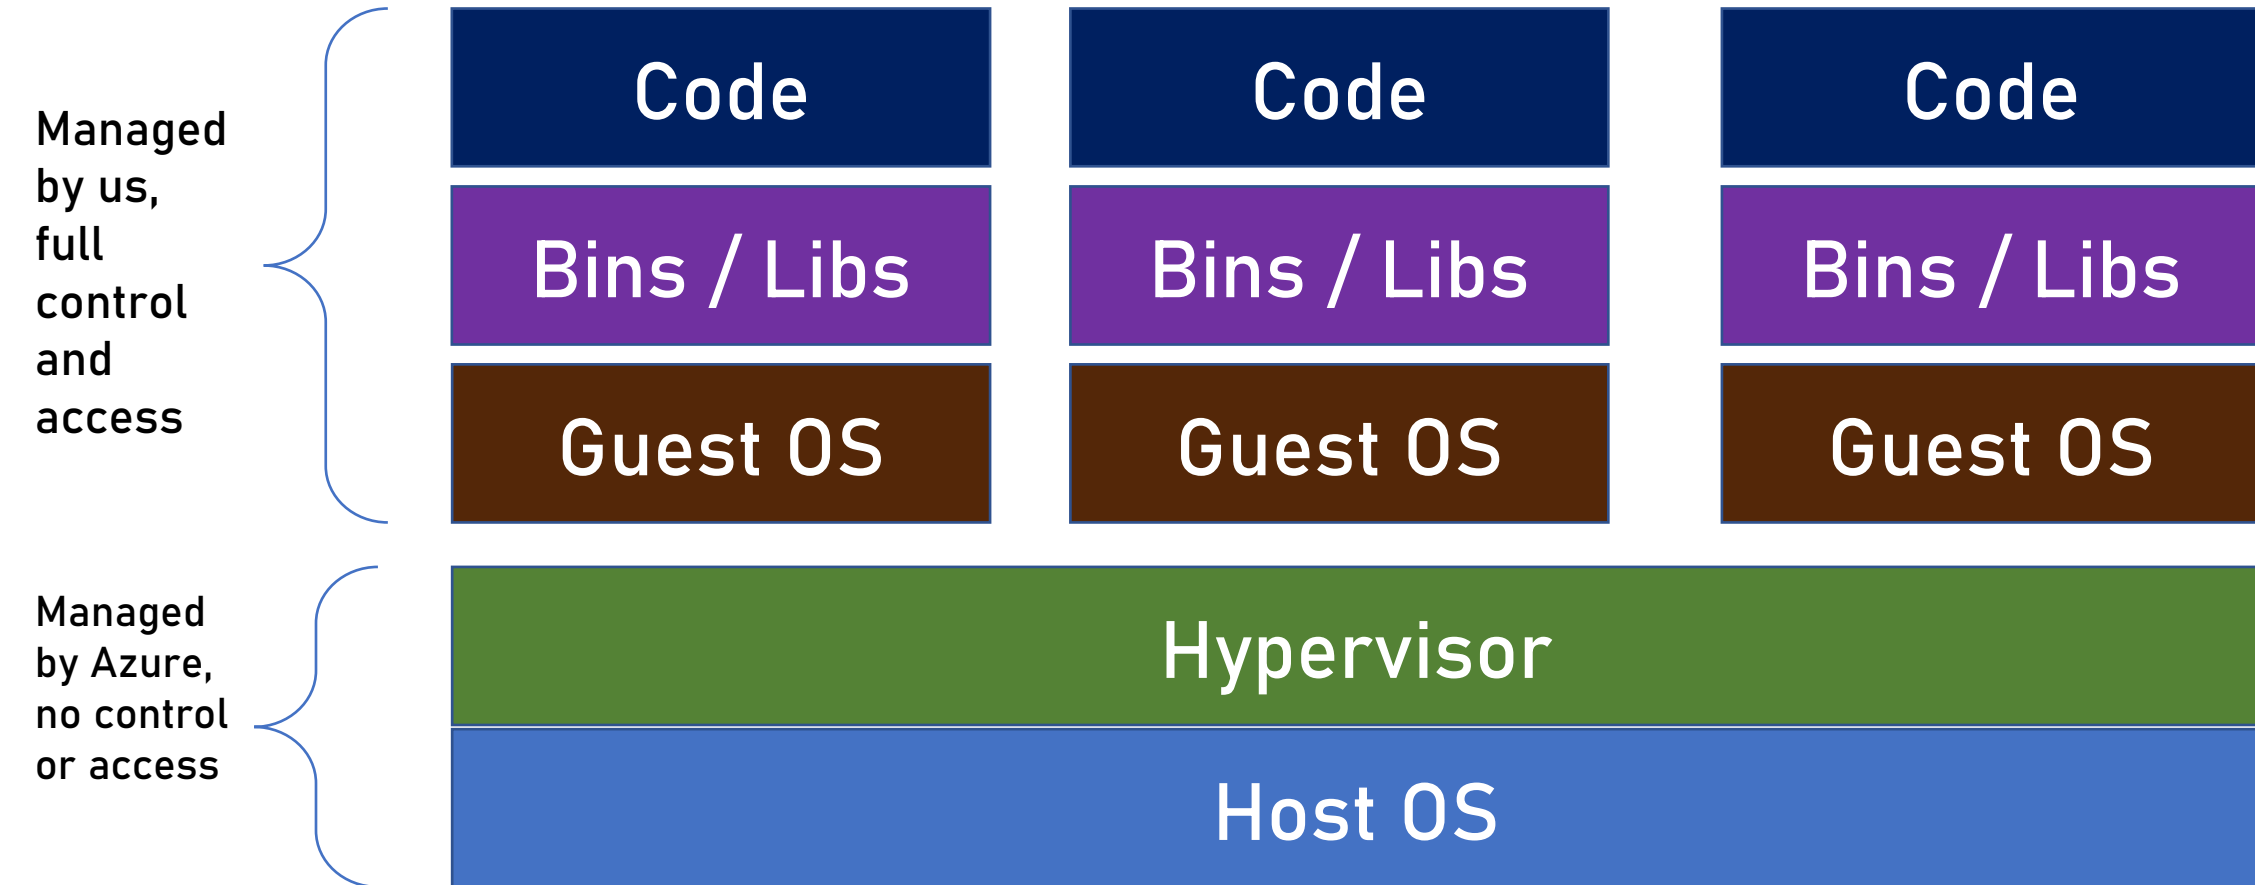 Managed
by us,
full
control
and
access
Code
Code
Code
Bins / Libs
Bins / Libs
Bins / Libs
Guest OS
Guest OS
Guest OS
Managed
by Azure,
no control
or access
Hypervisor
Host OS